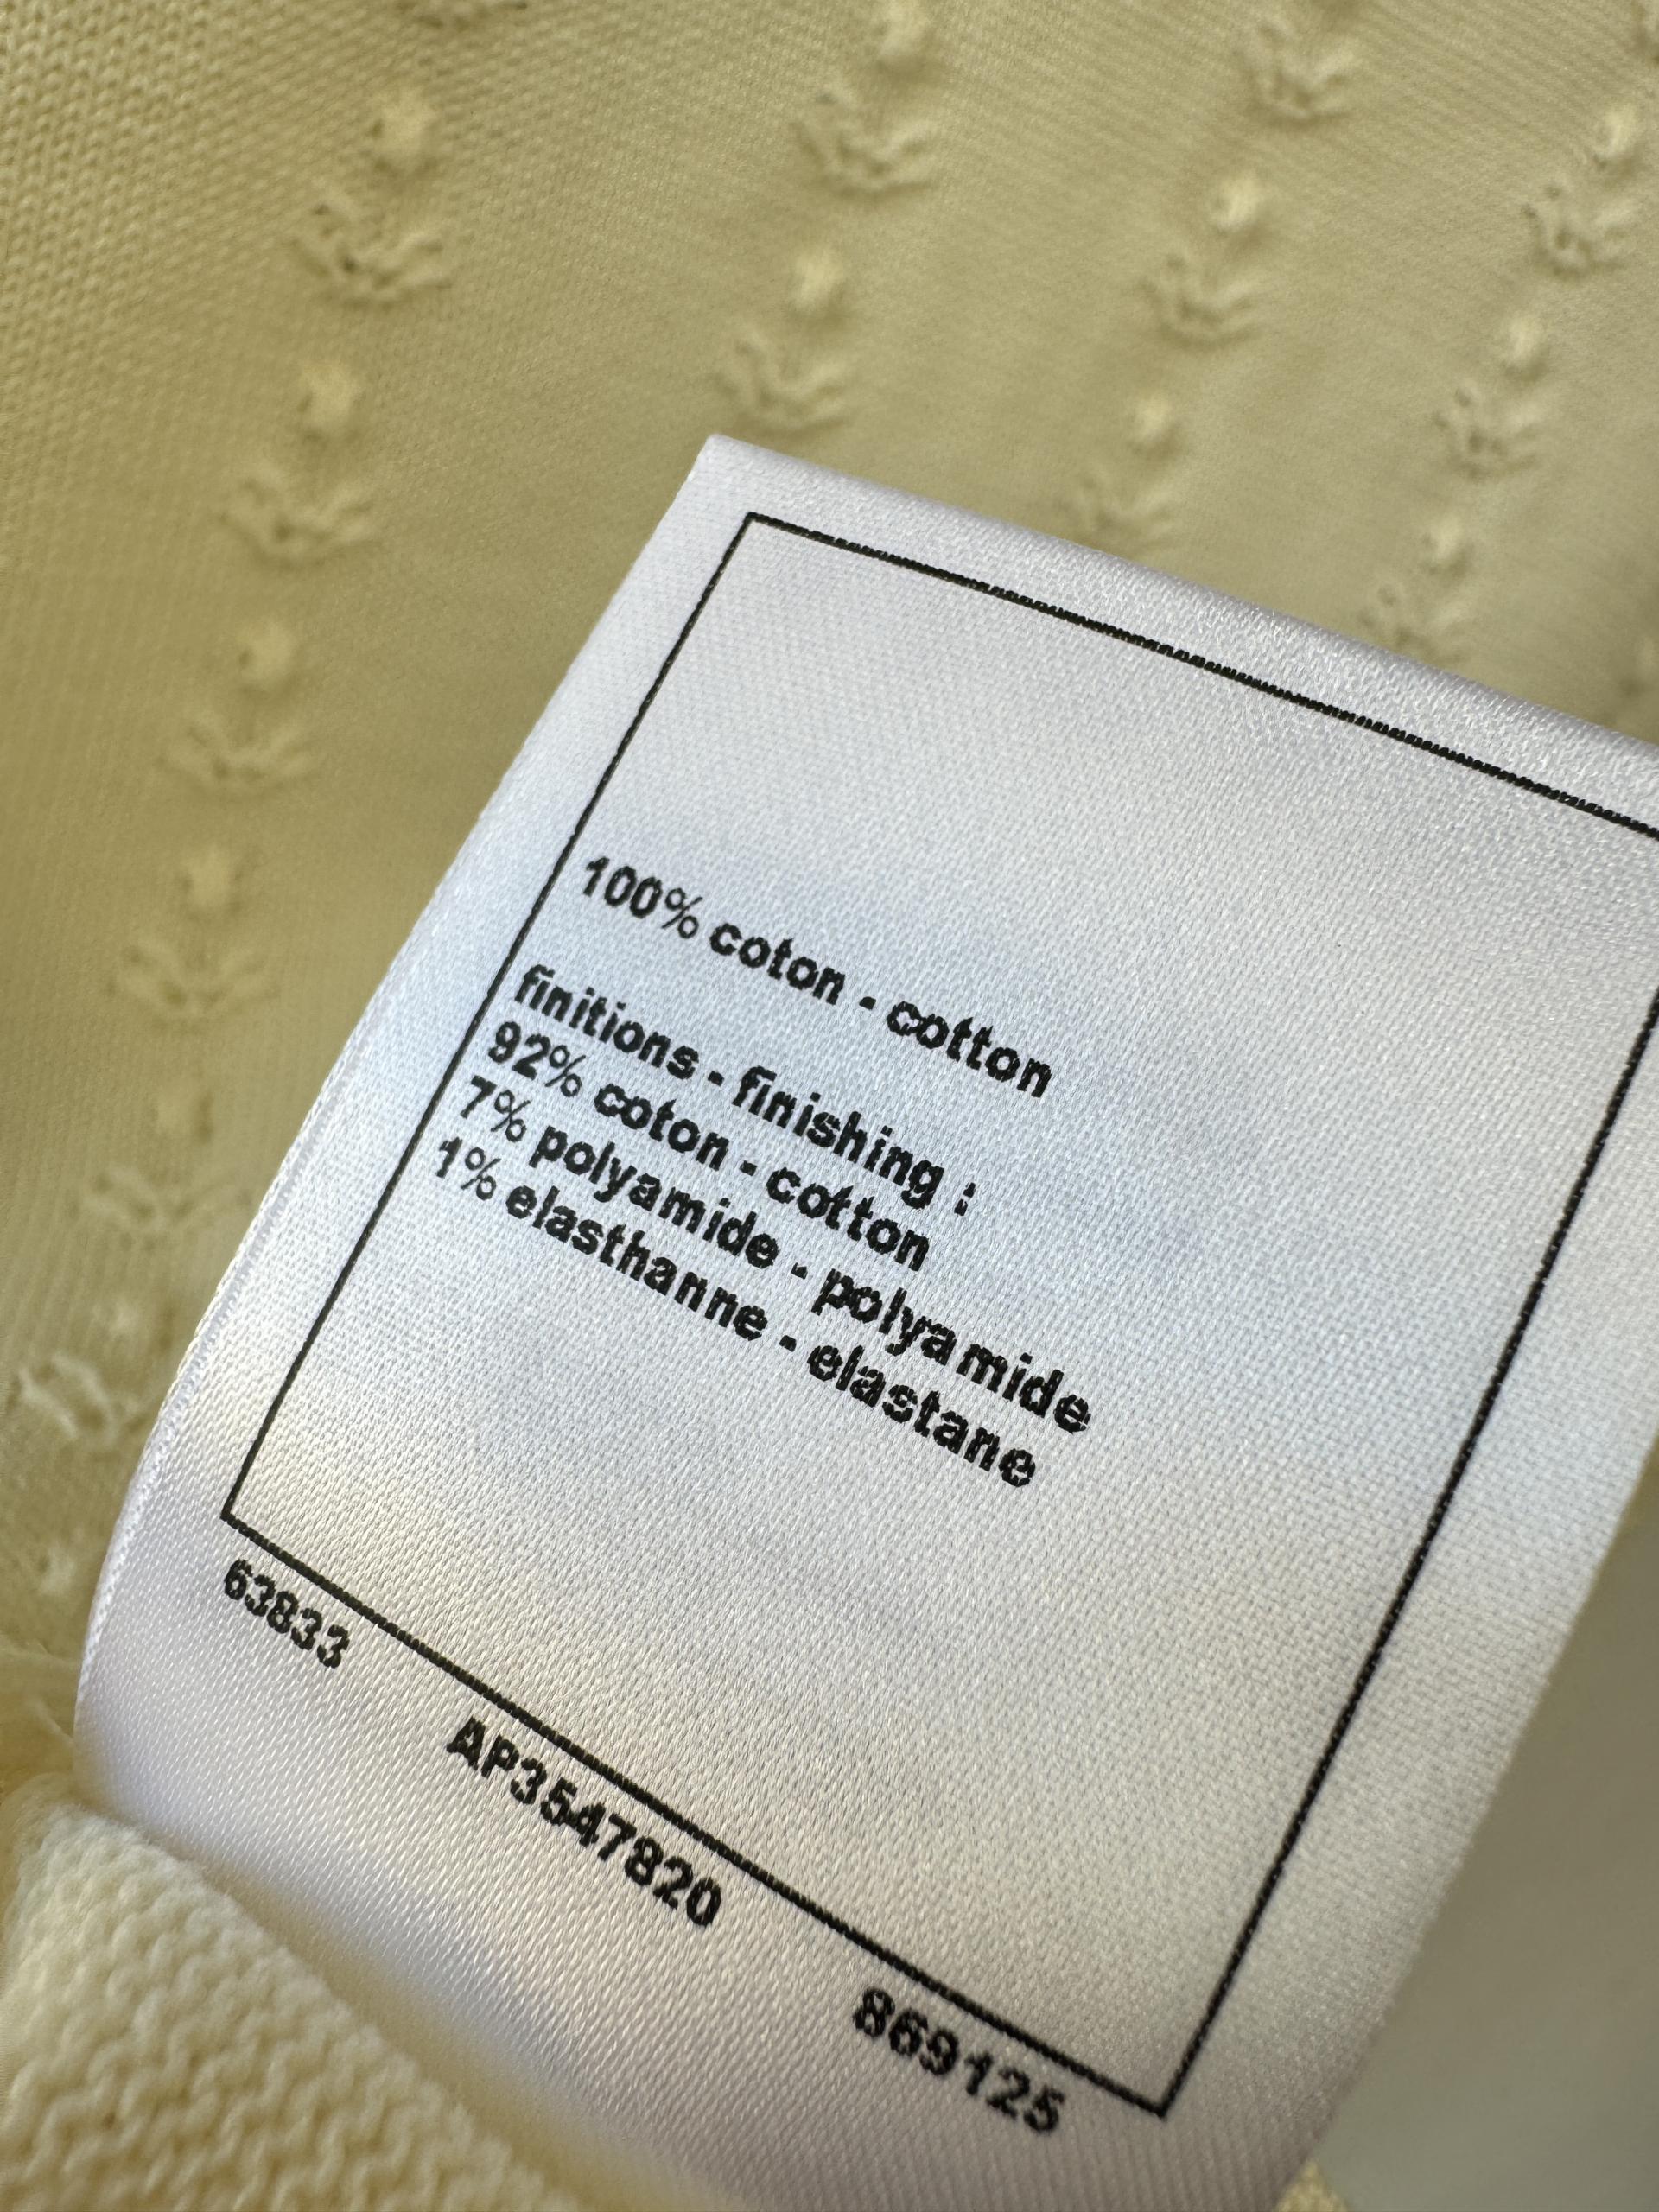 100% coton - cotton
finitions - finishing :
92% coton - cotton
7% polyamide - polyamide
1% elasthanne - elastane
63833 AP3547820 869125